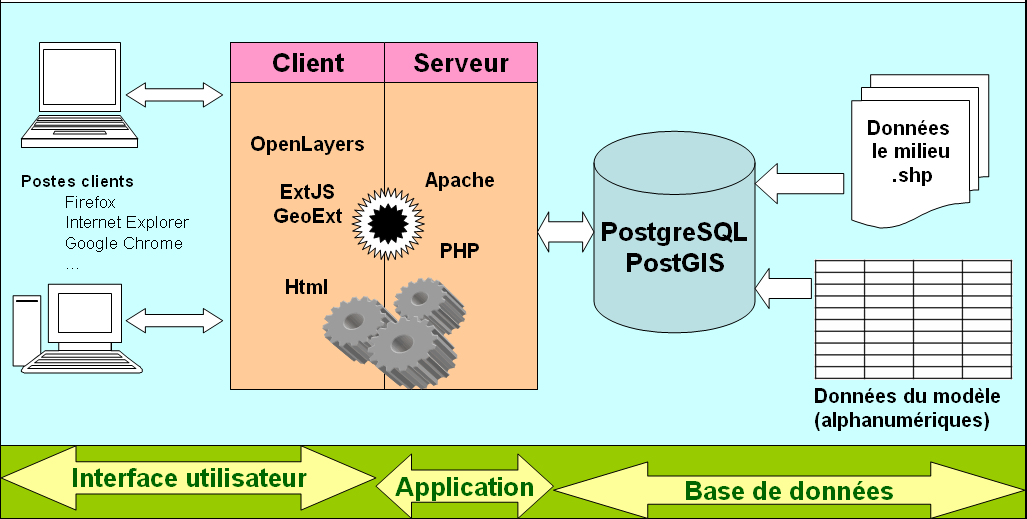 Client
Serveur
OpenLayers
ExtJS
GeoExt
Html
Apache
PHP
Postes clients
Firefox
Internet Explorer
Google Chrome
...
PostgreSQL
PostGIS
Données
le milieu
.shp
Données du modèle
(alphanumériques)
Interface utilisateur
Application
Base de données